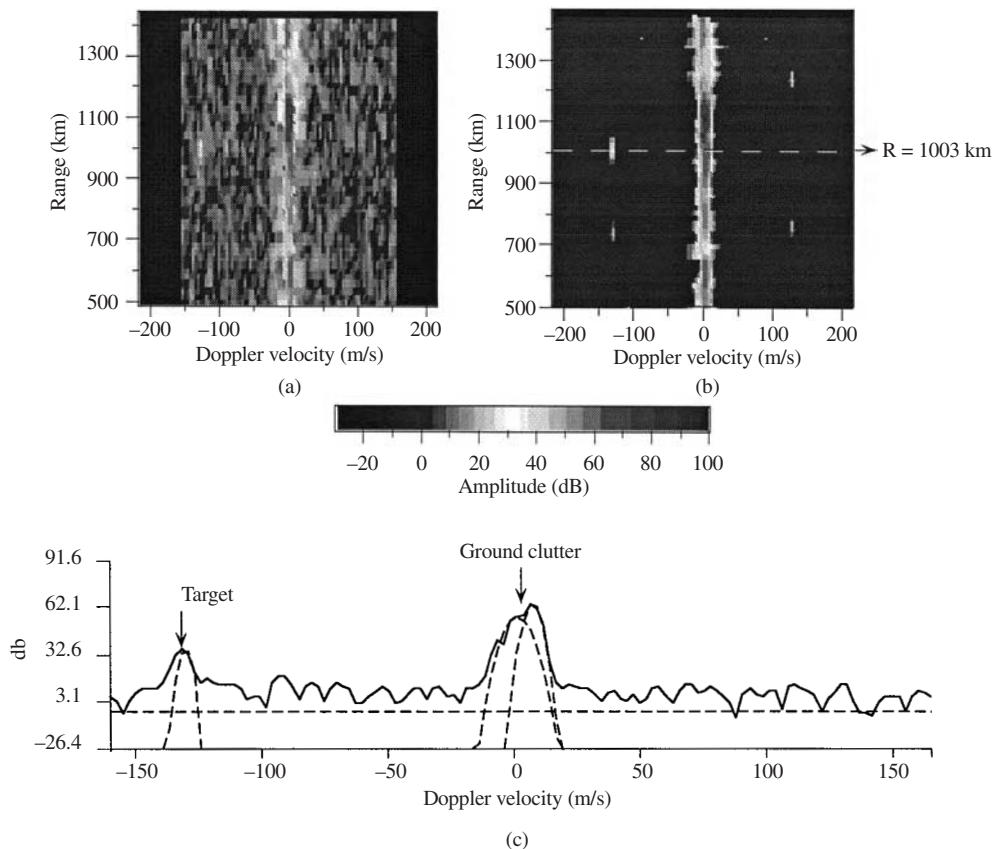 1300
1100
900
700
500
Range (km)
−200 −100 0 100 200
Doppler velocity (m/s)
(a)
1300
1100
900
700
500
Range (km)
R = 1003 km
−200 −100 0 100 200
Doppler velocity (m/s)
(b)
−20 0 20 40 60 80 100
Amplitude (dB)
91.6
62.1
32.6
3.1
−26.4
db
Target
Ground clutter
−150 −100 −50 0 50 100 150
Doppler velocity (m/s)
(c)